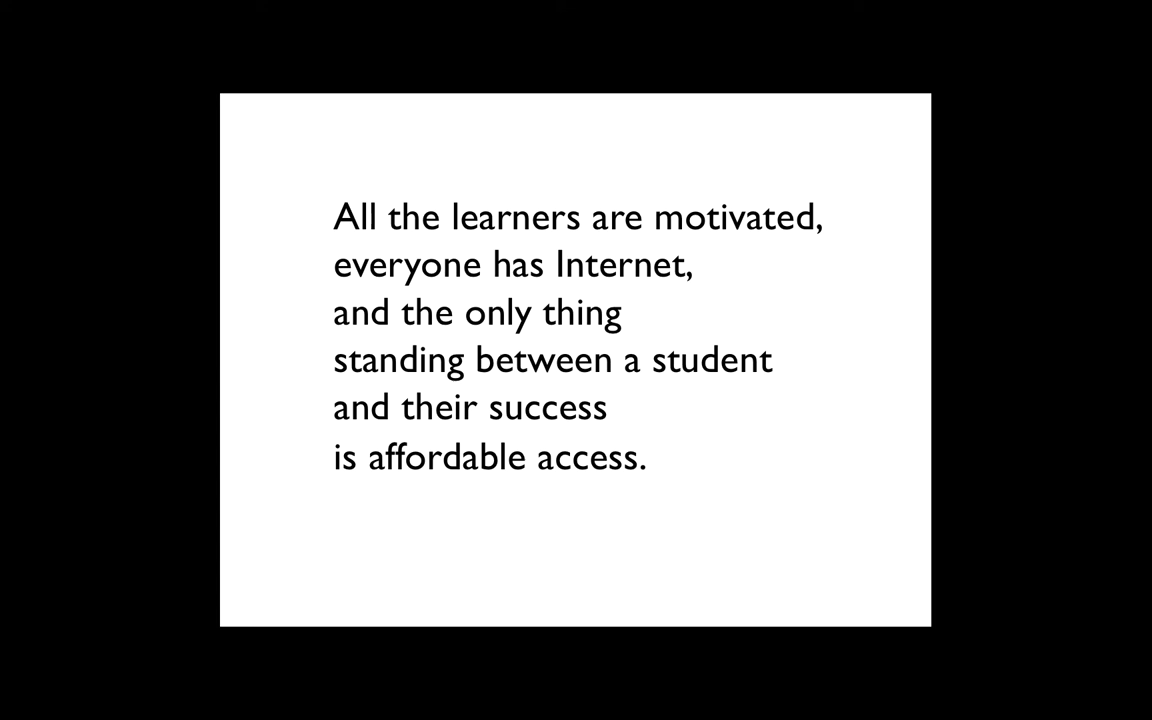 All the learners are motivated,
everyone has Internet,
and the only thing
standing between a student
and their success
is affordable access.